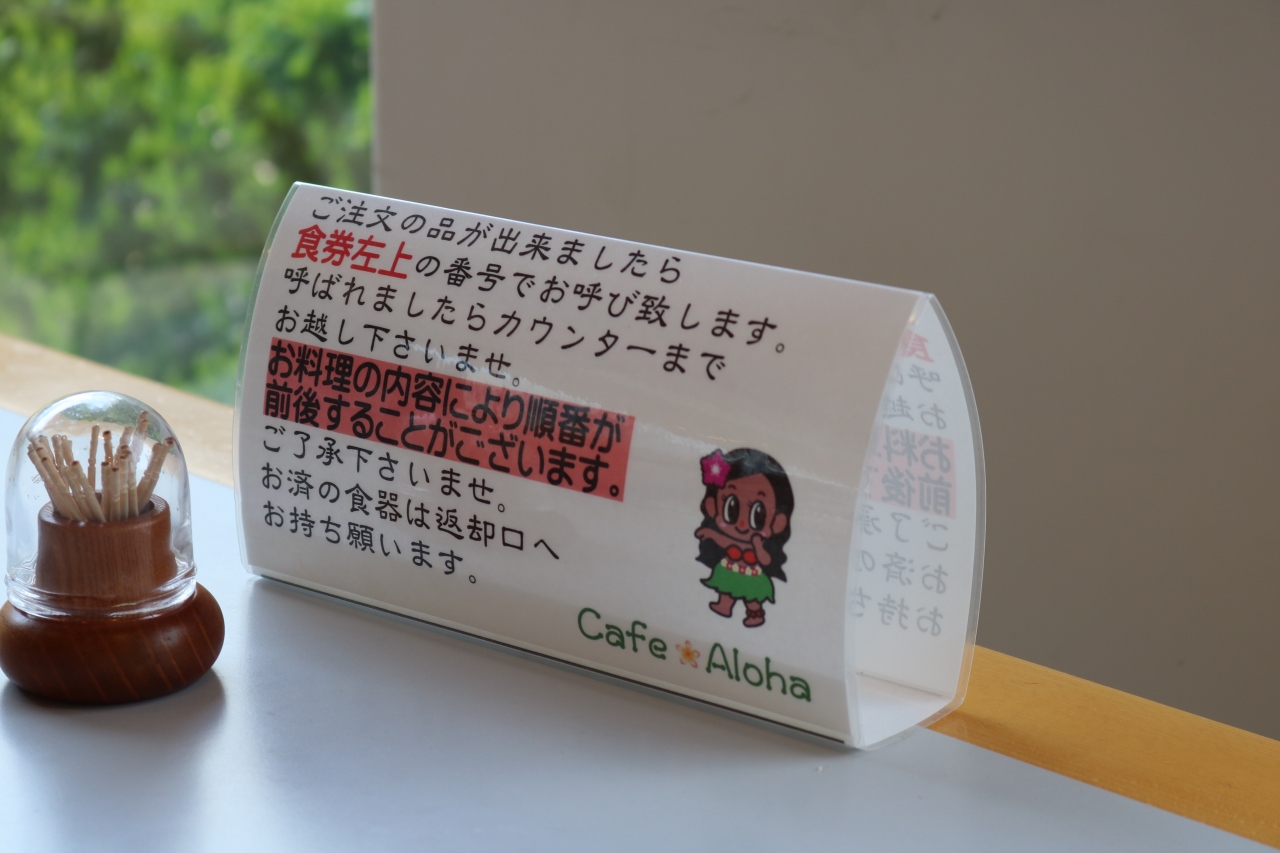 ご注文の品が出来ましたら
食券左上の番号でお呼び致します。
呼ばれましたらカウンターまで
お越し下さいませ。
お料理の内容により順番が
前後することがございます。
ご了承下さいませ。
お済の食器は返却口へ
お持ち願います。
Cafe Aloha